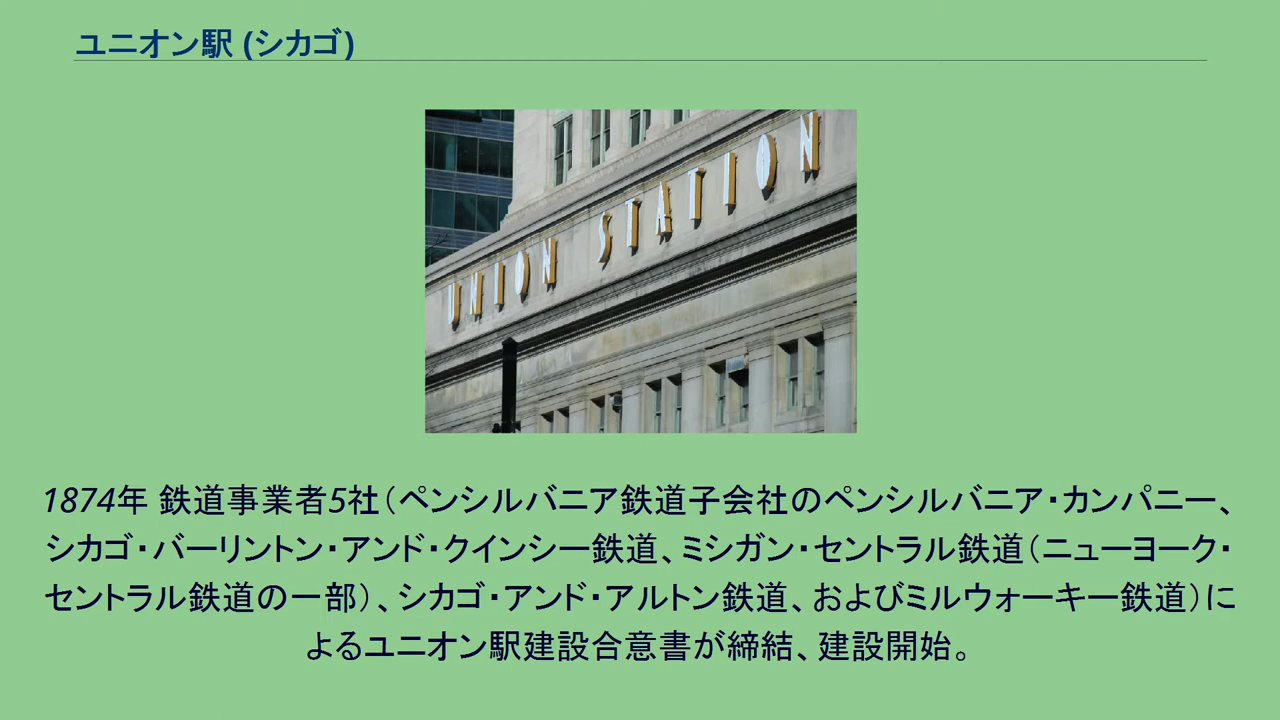 ユニオン駅 (シカゴ)
UNION STATION
1874年 鉄道事業者5社（ペンシルバニア鉄道子会社のペンシルバニア・カンパニー、
シカゴ・バーリントン・アンド・クインシー鉄道、ミシガン・セントラル鉄道（ニューヨーク・
セントラル鉄道の一部）、シカゴ・アンド・アルトン鉄道、およびミルウォーキー鉄道）に
よるユニオン駅建設合意書が締結、建設開始。